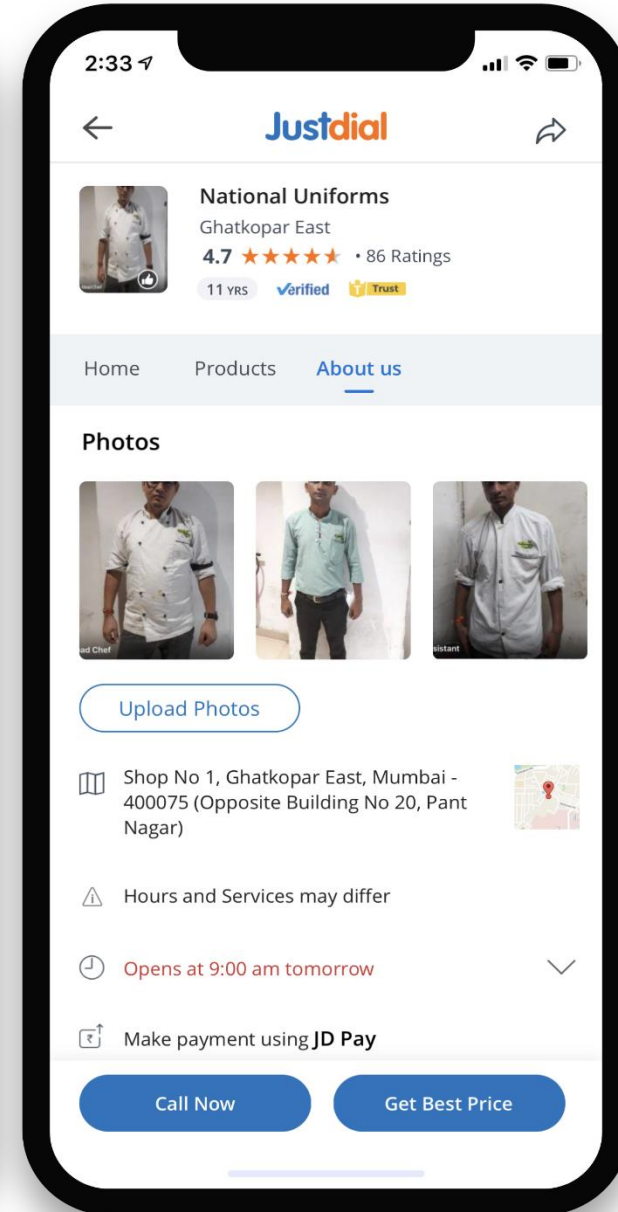 2:33
Justdial
National Uniforms
Ghatkopar East
4.7 • 86 Ratings
11 YRS Verified T Trust
Home Products About us
Photos
ad Chef
sistant
Upload Photos
Shop No 1, Ghatkopar East, Mumbai -
400075 (Opposite Building No 20, Pant
Nagar)
Hours and Services may differ
Opens at 9:00 am tomorrow
Make payment using JD Pay
Call Now Get Best Price